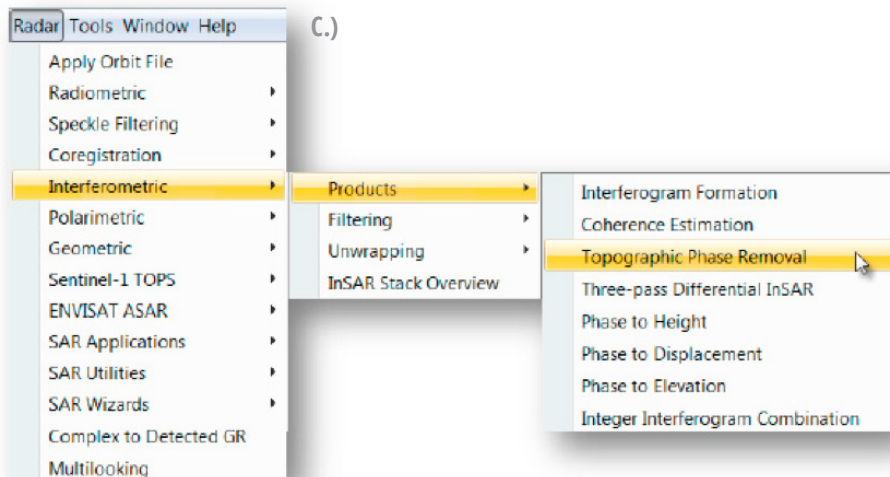 Radar Tools Window Help
C.)
Apply Orbit File
Radiometric
Speckle Filtering
Coregistration
Interferometric
Polarimetric
Geometric
Sentinel-1 TOPS
ENVISAT ASAR
SAR Applications
SAR Utilities
SAR Wizards
Complex to Detected GR
Multilooking
Products
Filtering
Unwrapping
InSAR Stack Overview
Interferogram Formation
Coherence Estimation
Topographic Phase Removal
Three-pass Differential InSAR
Phase to Height
Phase to Displacement
Phase to Elevation
Integer Interferogram Combination